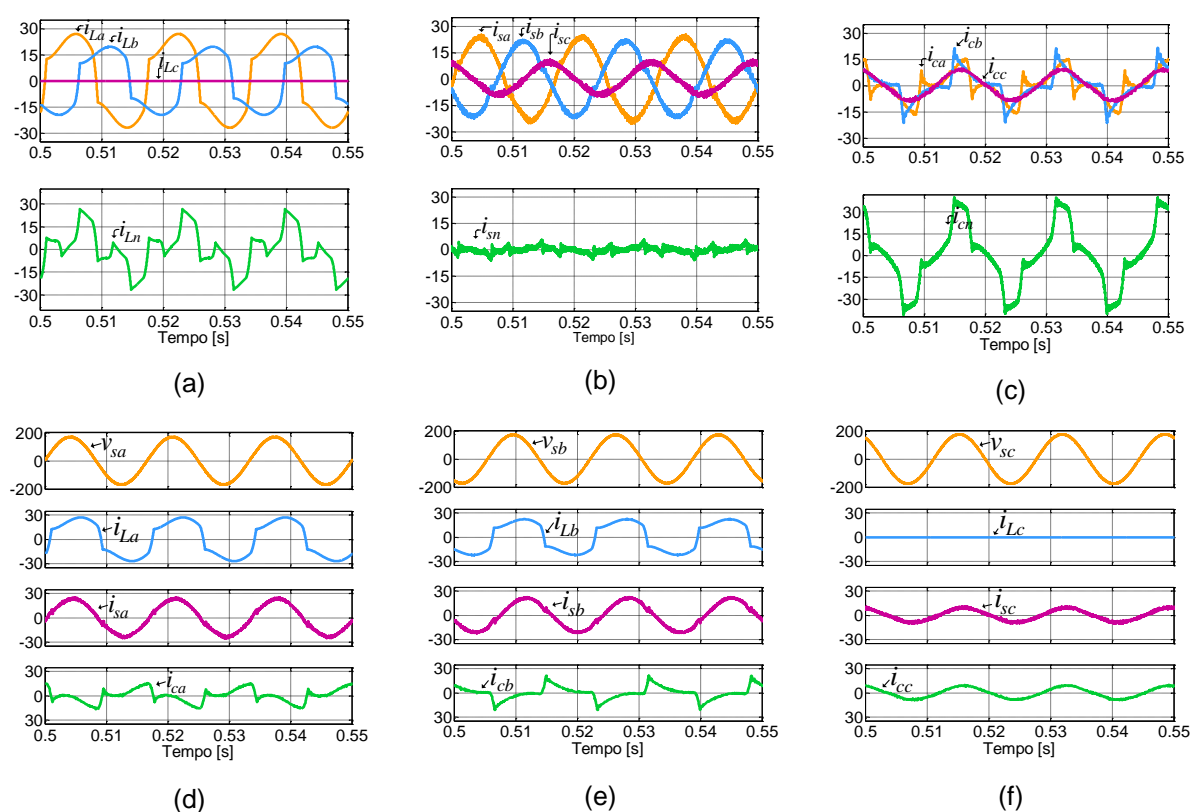 i_La i_Lb
i_Lc
30
15
0
-15
-30
0.5 0.51 0.52 0.53 0.54 0.55
i_Ln
30
15
0
-15
-30
0.5 0.51 0.52 0.53 0.54 0.55
Tempo [s]
(a)
i_sa i_sb i_sc
30
15
0
-15
-30
0.5 0.51 0.52 0.53 0.54 0.55
i_sn
30
15
0
-15
-30
0.5 0.51 0.52 0.53 0.54 0.55
Tempo [s]
(b)
i_cb
i_ca
i_cc
30
15
0
-15
-30
0.5 0.51 0.52 0.53 0.54 0.55
i_cn
30
15
0
-15
-30
0.5 0.51 0.52 0.53 0.54 0.55
Tempo [s]
(c)
200
0
-200
v_sa
30
0
-30
i_La
30
0
-30
i_sa
30
0
30
i_ca
0.5 0.51 0.52 0.53 0.54 0.55
Tempo [s]
(d)
200
0
-200
v_sb
30
0
-30
i_Lb
30
0
-30
i_sb
30
0
30
i_cb
0.5 0.51 0.52 0.53 0.54 0.55
Tempo [s]
(e)
200
0
-200
v_sc
30
0
-30
i_Lc
30
0
-30
i_sc
30
0
30
i_cc
0.5 0.51 0.52 0.53 0.54 0.55
Tempo [s]
(f)